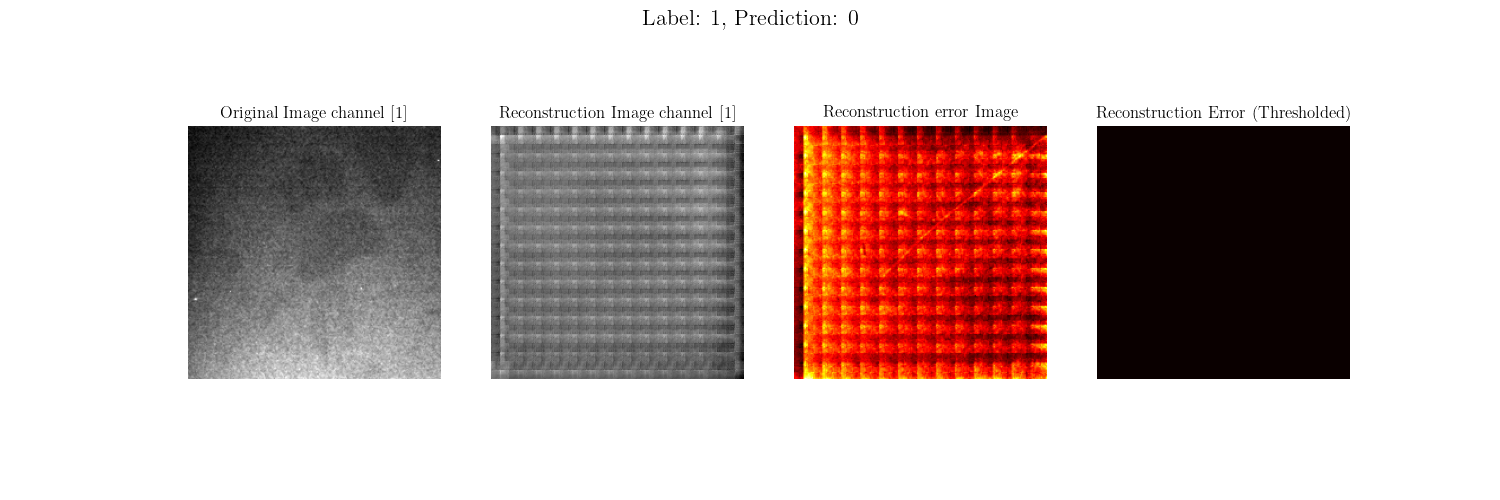 Label: 1, Prediction: 0
Original Image channel [1]
Reconstruction Image channel [1]
Reconstruction error Image
Reconstruction Error (Thresholded)